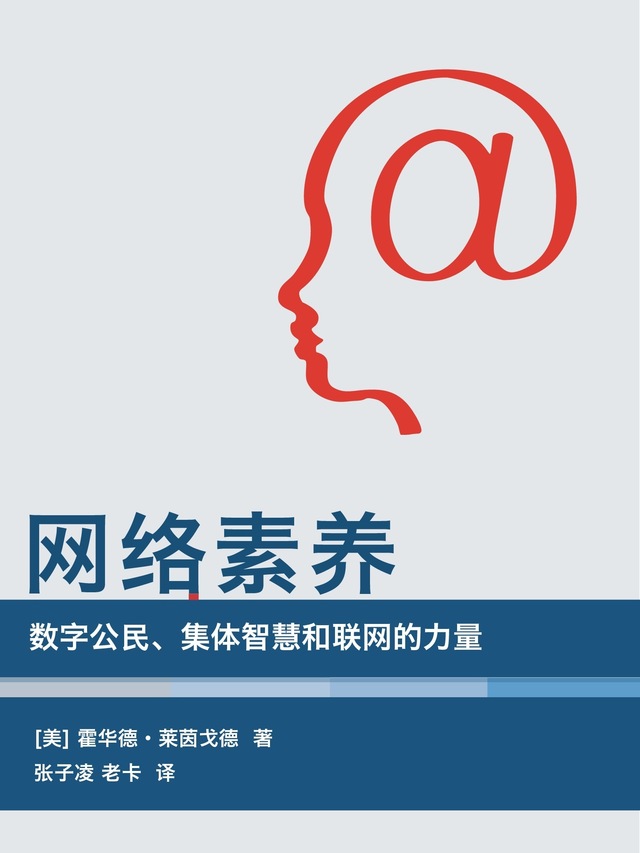 @
网络素养
数字公民、集体智慧和联网的力量
[美] 霍华德·莱茵戈德 著
张子凌 老卡 译